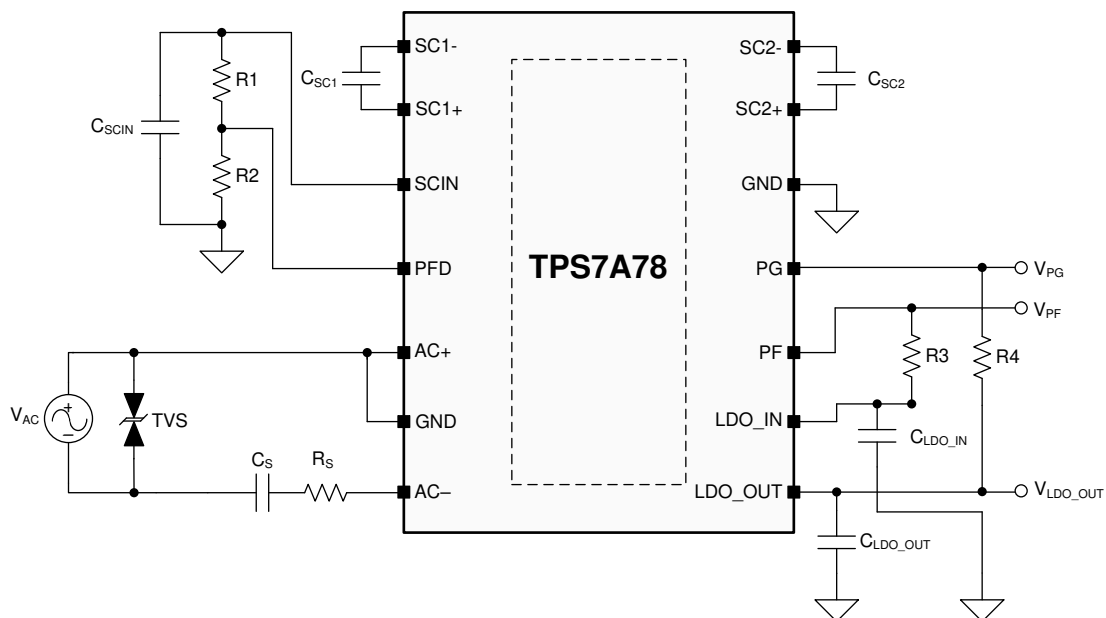 SC1-
SC2-
R1
C_SC1
C_SC2
SC1+
SC2+
C_SCIN
R2
SCIN
GND
TPS7A78
PFD
PG
V_PG
V_PF
AC+
PF
R3
R4
V_AC
+
−
TVS
GND
LDO_IN
C_LDO_IN
C_S
R_S
AC−
LDO_OUT
V_LDO_OUT
C_LDO_OUT